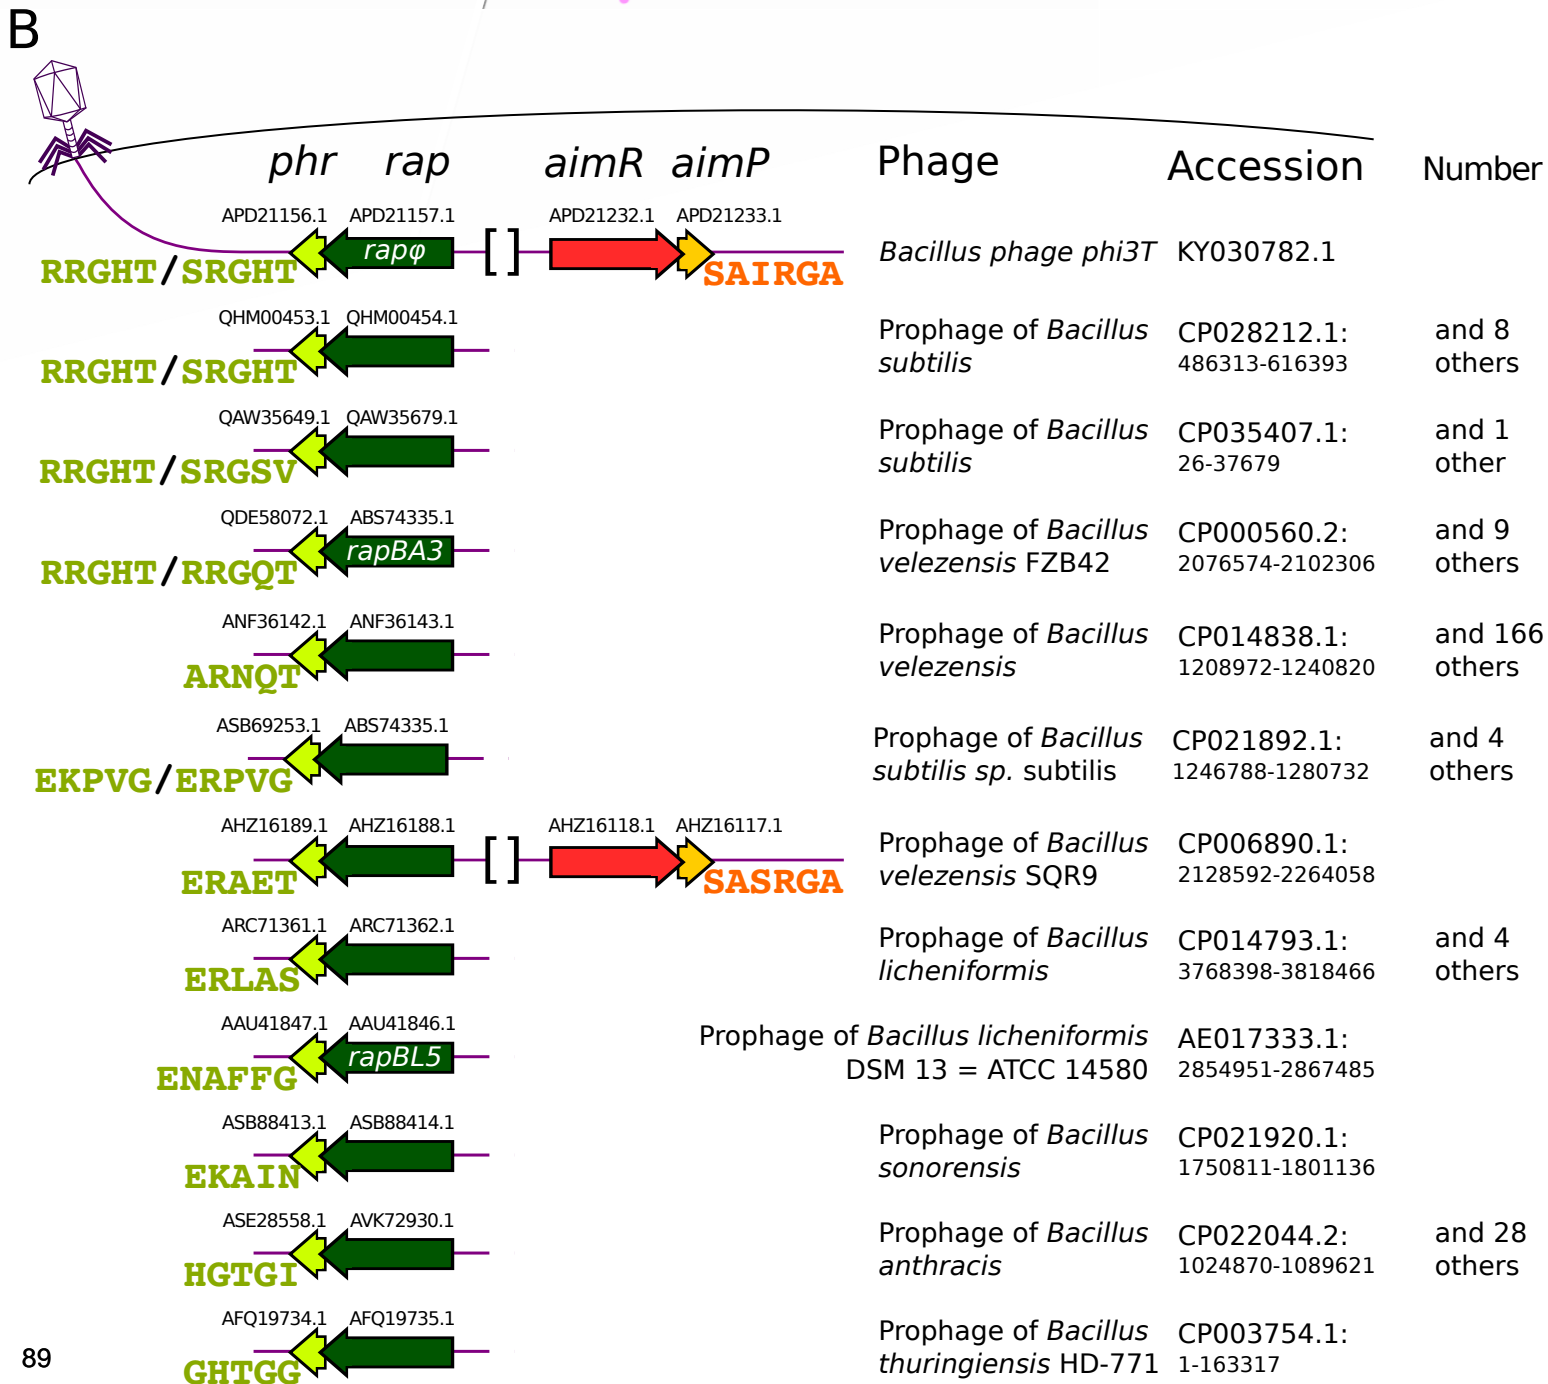 B
phr rap aimR aimP Phage Accession Number
APD21156.1 APD21157.1 APD21232.1 APD21233.1
rapφ
Bacillus phage phi3T KY030782.1
RRGHT/SRGHT SAIRGA
QHM00453.1 QHM00454.1
Prophage of Bacillus CP028212.1: and 8
subtilis 486313-616393 others
RRGHT/SRGHT
QAW35649.1 QAW35679.1
Prophage of Bacillus CP035407.1: and 1
subtilis 26-37679 other
RRGHT/SRGSV
QDE58072.1 ABS74335.1
Prophage of Bacillus CP000560.2: and 9
rapBA3
velezensis FZB42 2076574-2102306 others
RRGHT/RRGQT
ANF36142.1 ANF36143.1
Prophage of Bacillus CP014838.1: and 166
velezensis 1208972-1240820 others
ARNQT
ASB69253.1 ABS74335.1
Prophage of Bacillus CP021892.1: and 4
subtilis sp. subtilis 1246788-1280732 others
EKPVG/ERPVG
AHZ16189.1 AHZ16188.1 AHZ16118.1 AHZ16117.1
Prophage of Bacillus CP006890.1:
velezensis SQR9 2128592-2264058
ERAET SASRGA
ARC71361.1 ARC71362.1
Prophage of Bacillus CP014793.1: and 4
licheniformis 3768398-3818466 others
ERLAS
AAU41847.1 AAU41846.1
Prophage of Bacillus licheniformis AE017333.1:
rapBL5
DSM 13 = ATCC 14580 2854951-2867485
ENAFFG
ASB88413.1 ASB88414.1
Prophage of Bacillus CP021920.1:
sonorensis 1750811-1801136
EKAIN
ASE28558.1 AVK72930.1
Prophage of Bacillus CP022044.2: and 28
anthracis 1024870-1089621 others
HGTGI
AFQ19734.1 AFQ19735.1
Prophage of Bacillus CP003754.1:
89
thuringiensis HD-771 1-163317
GHTGG